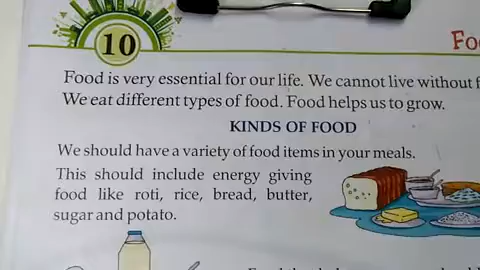 10
Food is very essential for our life. We cannot live without
We eat different types of food. Food helps us to grow.
KINDS OF FOOD
We should have a variety of food items in your meals.
This should include energy giving
food like roti, rice, bread, butter,
sugar and potato.